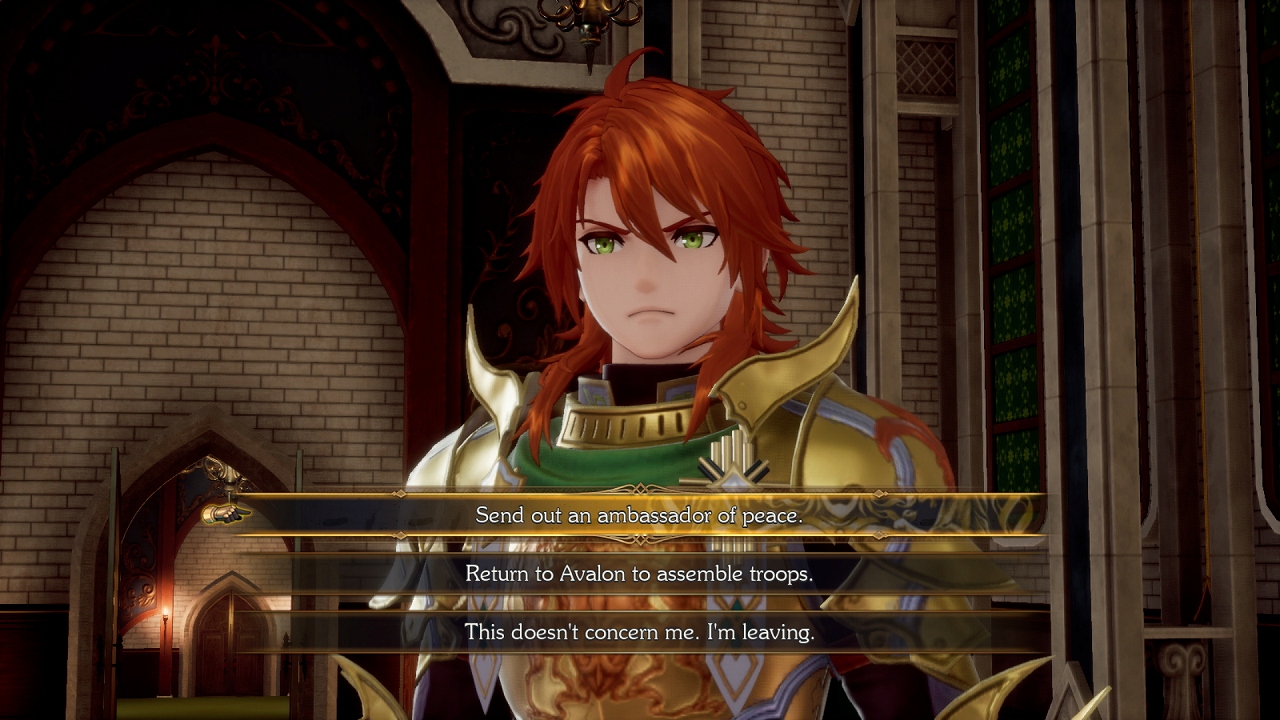 Send out an ambassador of peace.
Return to Avalon to assemble troops.
This doesn't concern me. I'm leaving.